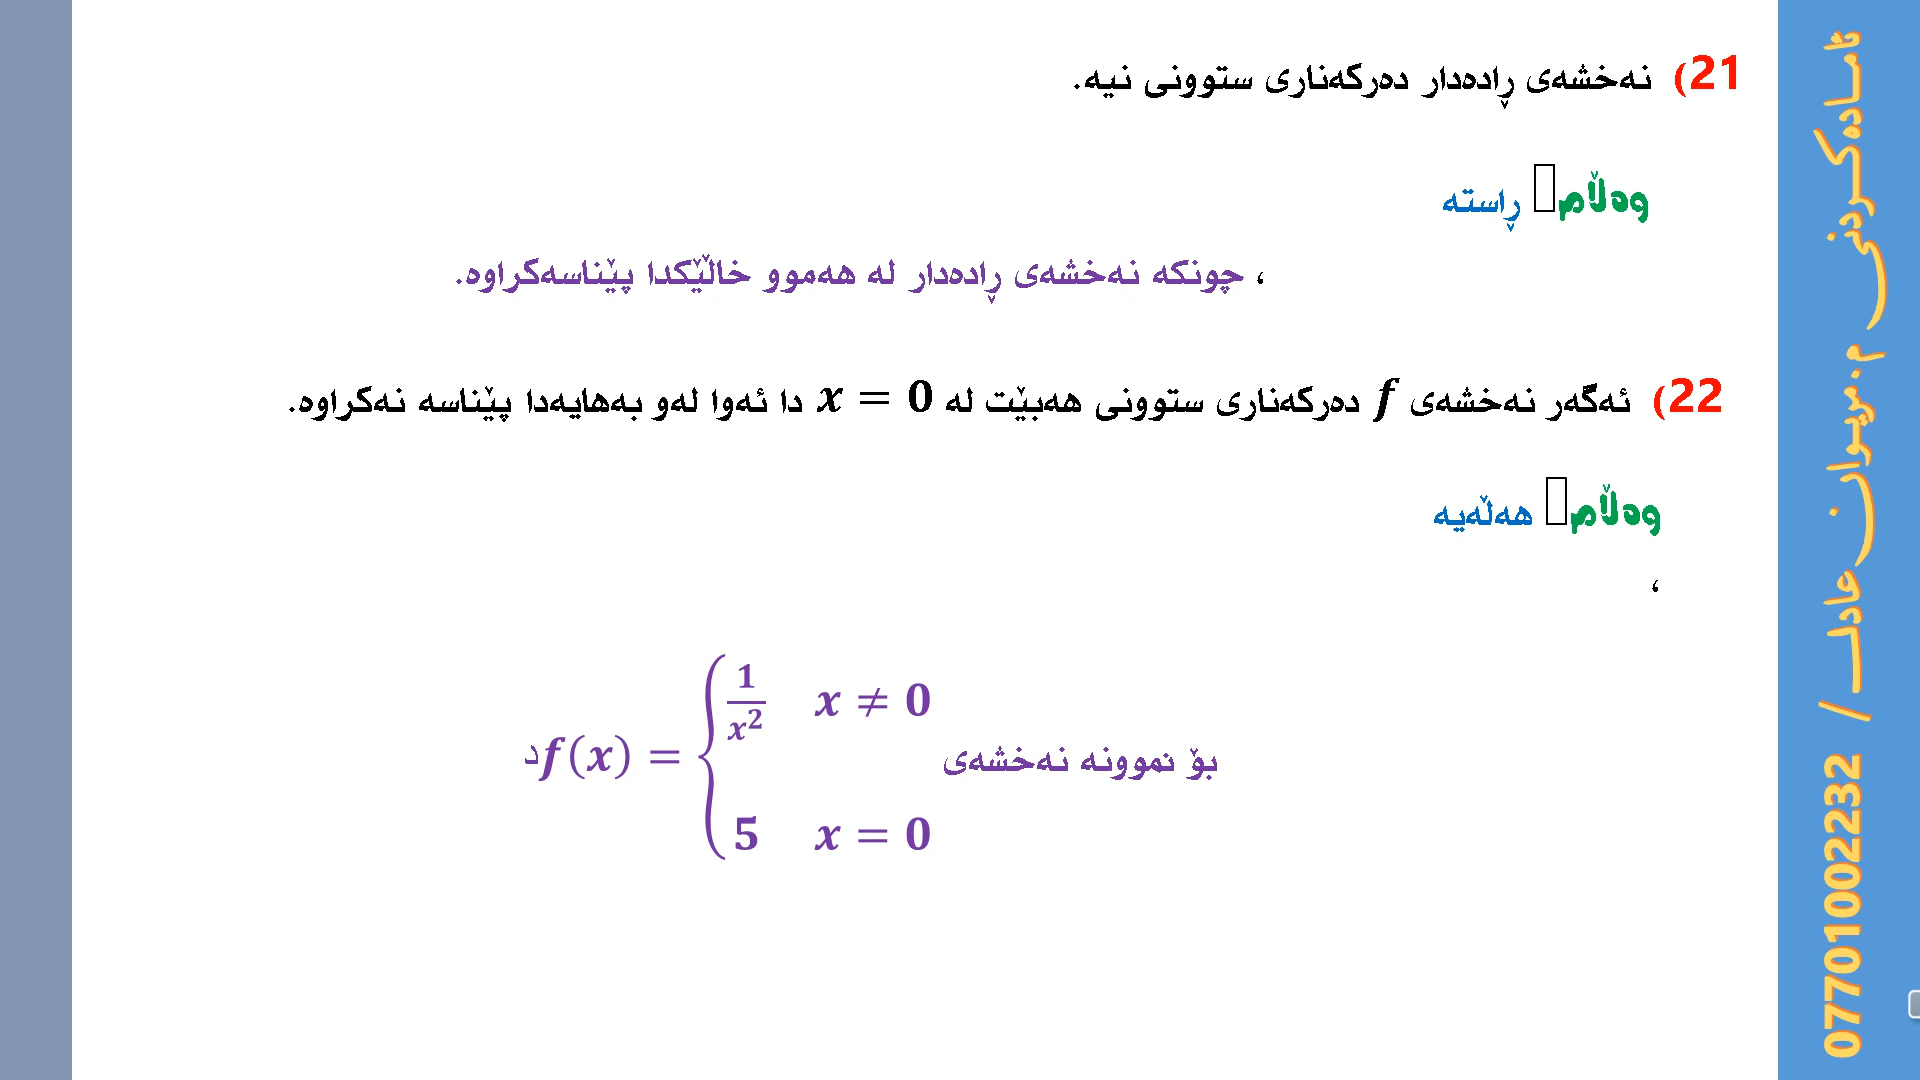 21) نەخشەی ڕادەدار دەرکەناری ستوونی نیە.
وەڵام ڕاستە
، چونکە نەخشەی ڕادەدار لە هەموو خاڵێکدا پێناسەکراوە.
22) ئەگەر نەخشەی f دەرکەناری ستوونی هەبێت لە x = 0 دا ئەوا لەو بەهایەدا پێناسە نەکراوە.
وەڵام هەڵەیە
،
بۆ نموونە نەخشەی f(x) = { 1/x² x ≠ 0
5 x = 0 د
ئامادەکردنی م.مریوان عادل / 07701002232